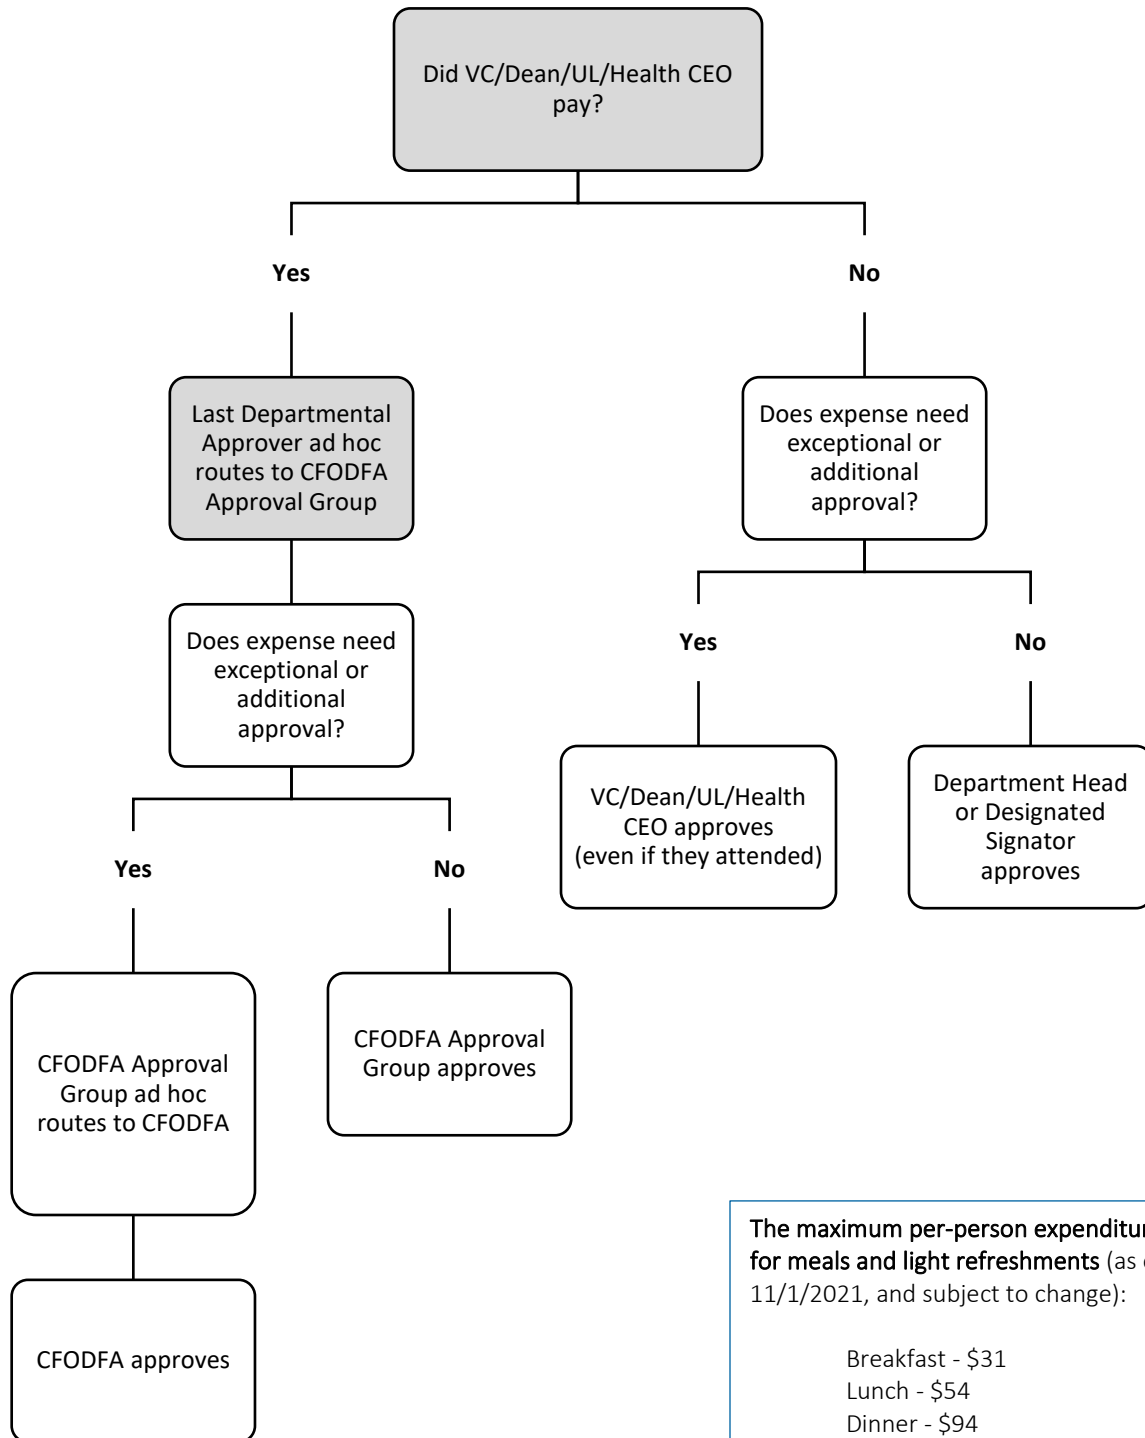 Did VC/Dean/UL/Health CEO
pay?
Yes
No
Last Departmental
Approver ad hoc
routes to CFODFA
Approval Group
Does expense need
exceptional or
additional
approval?
Does expense need
exceptional or
additional
approval?
Yes
No
Yes
No
VC/Dean/UL/Health
CEO approves
(even if they attended)
Department Head
or Designated
Signator
approves
CFODFA Approval
Group ad hoc
routes to CFODFA
CFODFA Approval
Group approves
CFODFA approves
The maximum per-person
for meals and light refreshments (as
11/1/2021, and subject to change):
Breakfast - $31
Lunch - $54
Dinner - $94